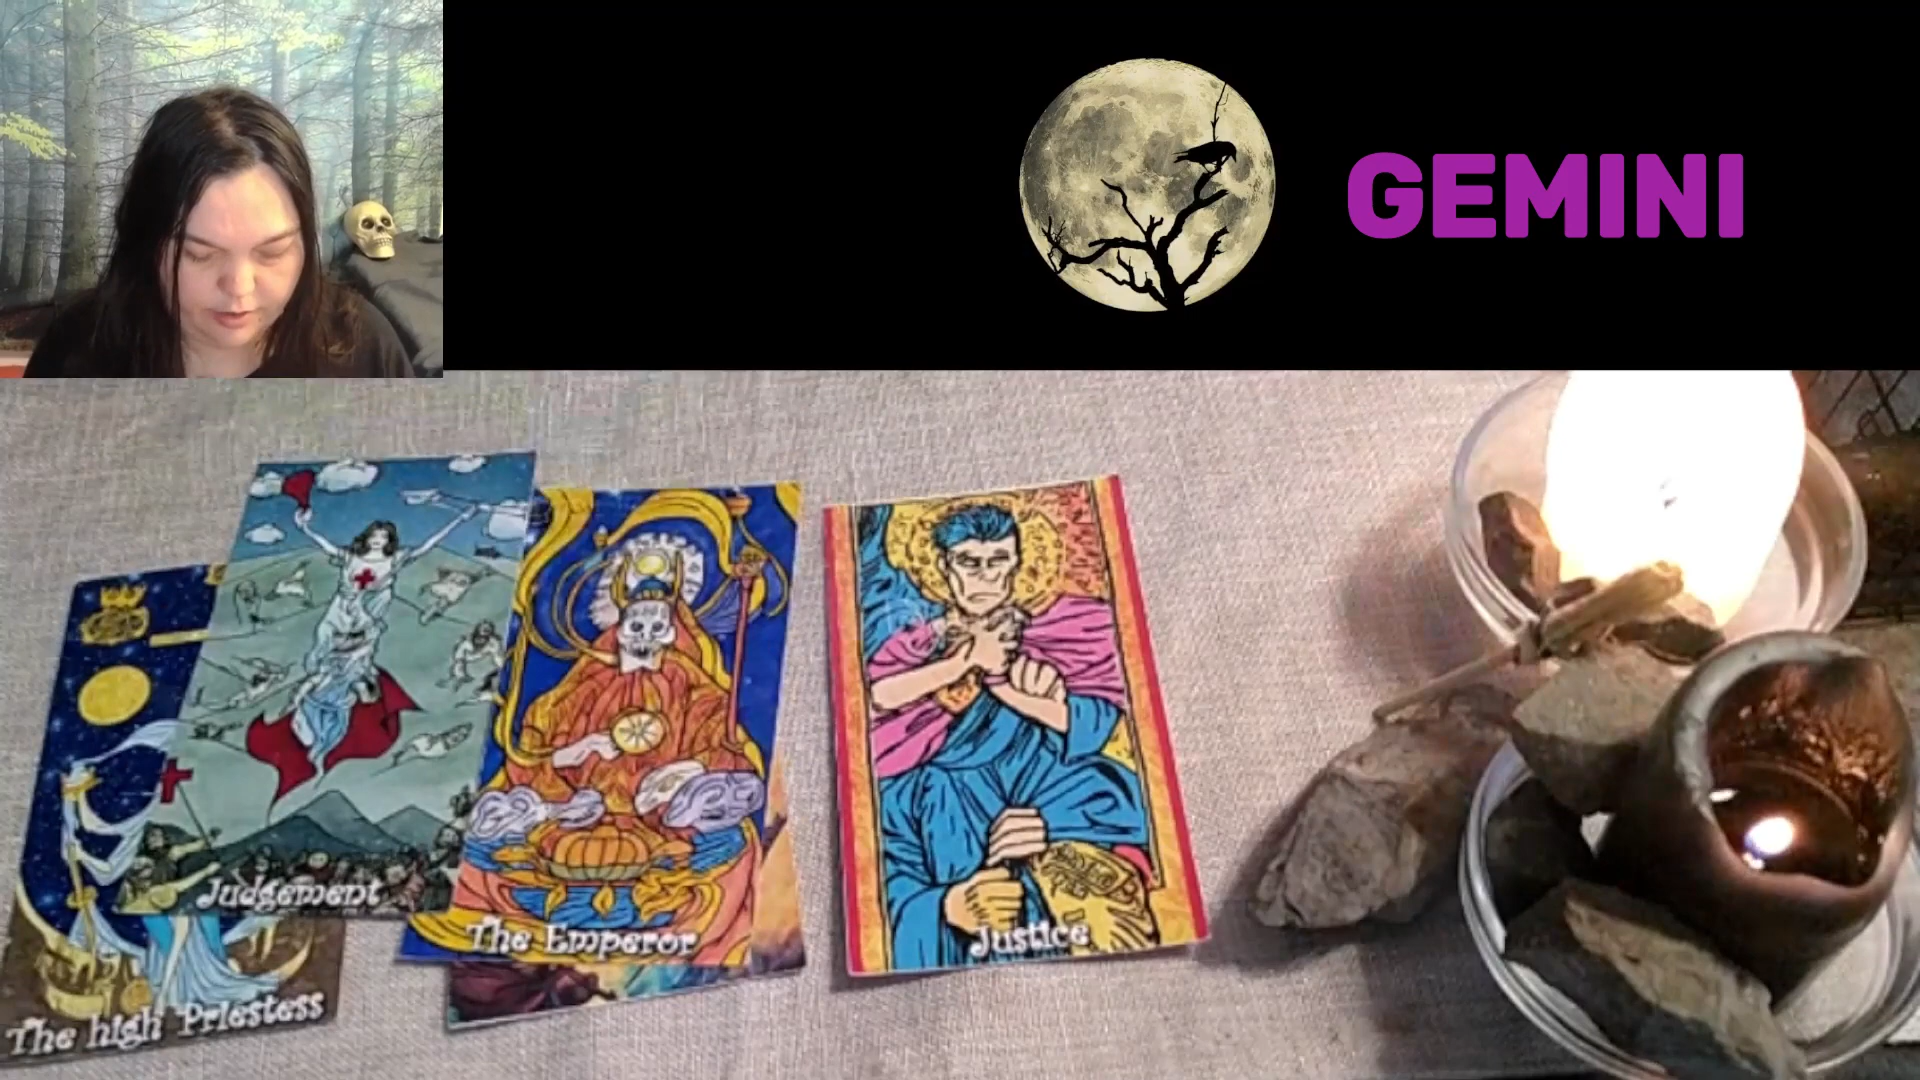 GEMINI
Judgement
The Emperor
Justice
The high Priestess